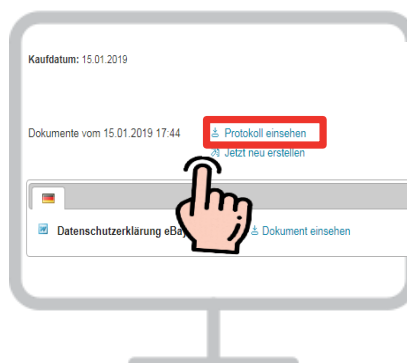 Kaufdatum: 15.01.2019
Dokumente vom 15.01.2019 17:44 Protokoll einsehen
Jetzt neu erstellen
Datenschutzerklärung eBay Dokument einsehen